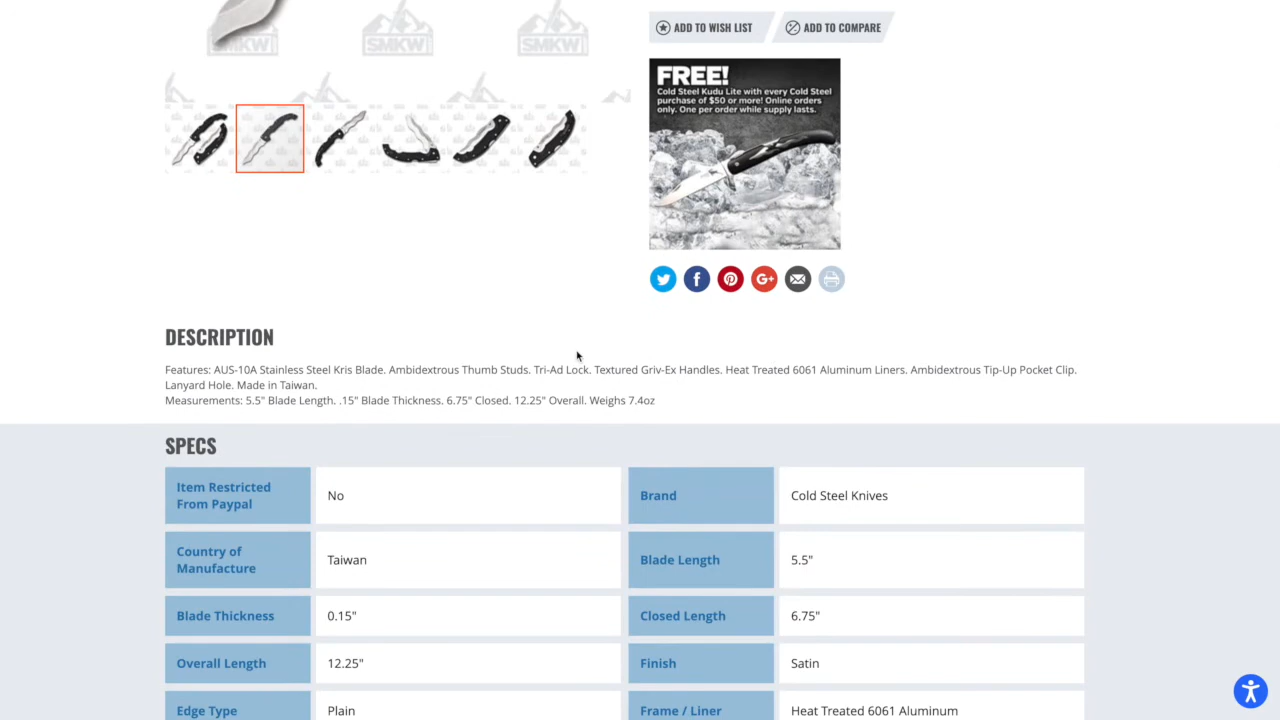 ADD TO WISH LIST
ADD TO COMPARE
FREE!
Cold Steel Kudu Lite with every Cold Steel
purchase of $50 or more! Online orders
only. One per order while supply lasts.
SMKW
SMKW
SMKW
G+
DESCRIPTION
Features: AUS-10A Stainless Steel Kris Blade. Ambidextrous Thumb Studs. Tri-Ad Lock. Textured Griv-Ex Handles. Heat Treated 6061 Aluminum Liners. Ambidextrous Tip-Up Pocket Clip.
Lanyard Hole. Made in Taiwan.
Measurements: 5.5" Blade Length. .15" Blade Thickness. 6.75" Closed. 12.25" Overall. Weighs 7.4oz
SPECS
Item Restricted
From Paypal
No
Brand
Cold Steel Knives
Country of
Manufacture
Taiwan
Blade Length
5.5"
Blade Thickness
0.15"
Closed Length
6.75"
Overall Length
12.25"
Finish
Satin
Edge Type
Plain
Frame / Liner
Heat Treated 6061 Aluminum